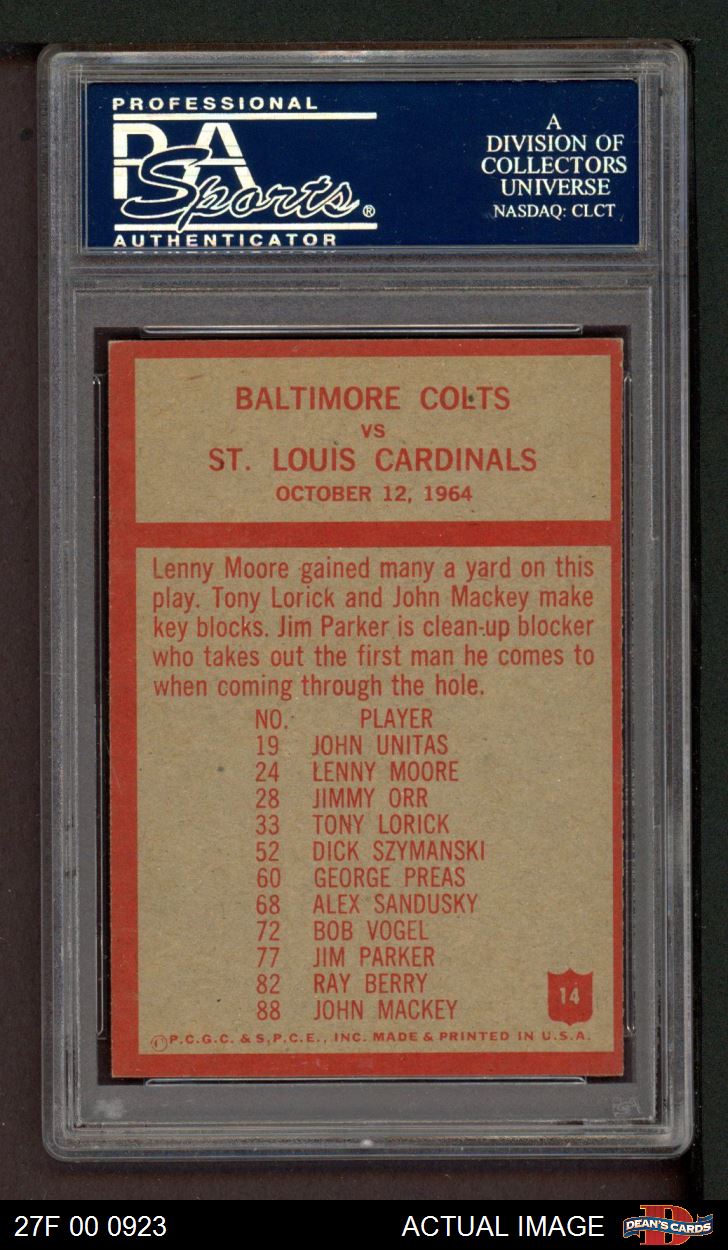 PROFESSIONAL
PSA
Sports®
AUTHENTICATOR
A
DIVISION OF
COLLECTORS
UNIVERSE
NASDAQ: CLCT
BALTIMORE COLTS
VS
ST. LOUIS CARDINALS
OCTOBER 12, 1964
Lenny Moore gained many a yard on this
play. Tony Lorick and John Mackey make
key blocks. Jim Parker is clean-up blocker
who takes out the first man he comes to
when coming through the hole.
NO. PLAYER
19 JOHN UNITAS
24 LENNY MOORE
28 JIMMY ORR
33 TONY LORICK
52 DICK SZYMANSKI
60 GEORGE PREAS
68 ALEX SANDUSKY
72 BOB VOGEL
77 JIM PARKER
82 RAY BERRY
88 JOHN MACKEY
14
P.C.G.C. & S.P.C.E., INC. MADE & PRINTED IN U.S.A.
27F 00 0923
ACTUAL IMAGE
DEAN'S CARDS